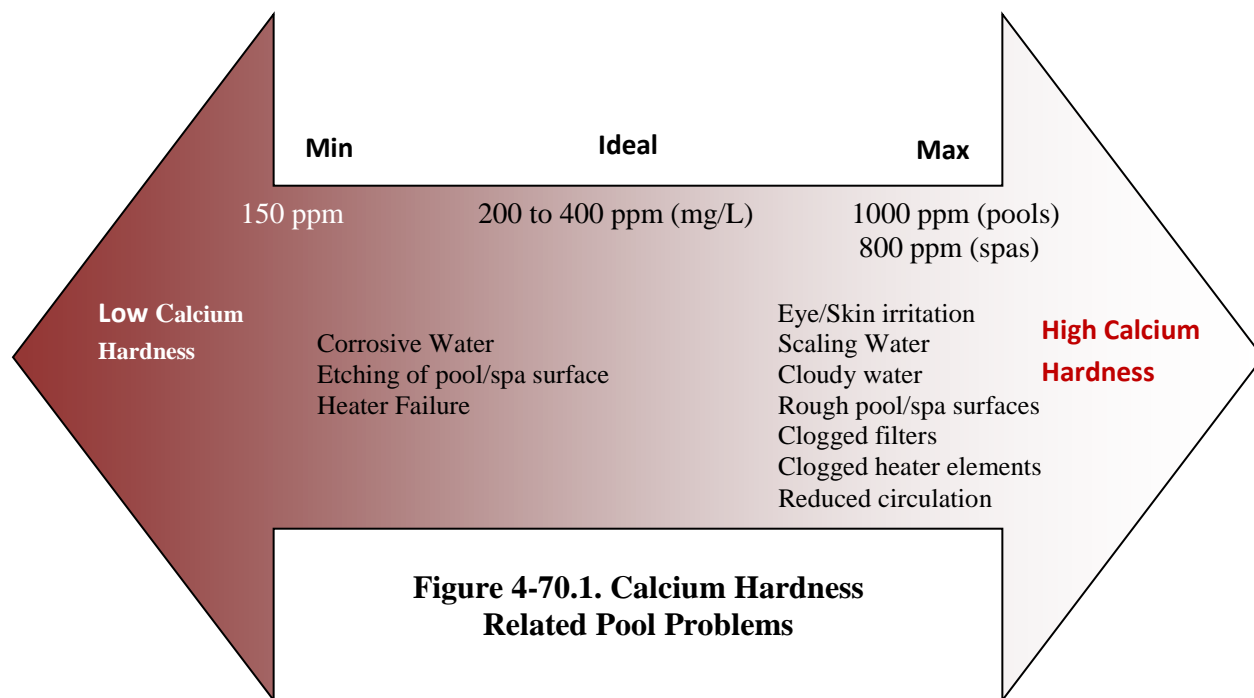 Min
Ideal
Max
150 ppm
200 to 400 ppm (mg/L)
1000 ppm (pools)
800 ppm (spas)
Low Calcium
Hardness
Corrosive Water
Etching of pool/spa surface
Heater Failure
Eye/Skin irritation
Scaling Water
Cloudy water
Rough pool/spa surfaces
Clogged filters
Clogged heater elements
Reduced circulation
High Calcium
Hardness
Figure 4-70.1. Calcium Hardness
Related Pool Problems